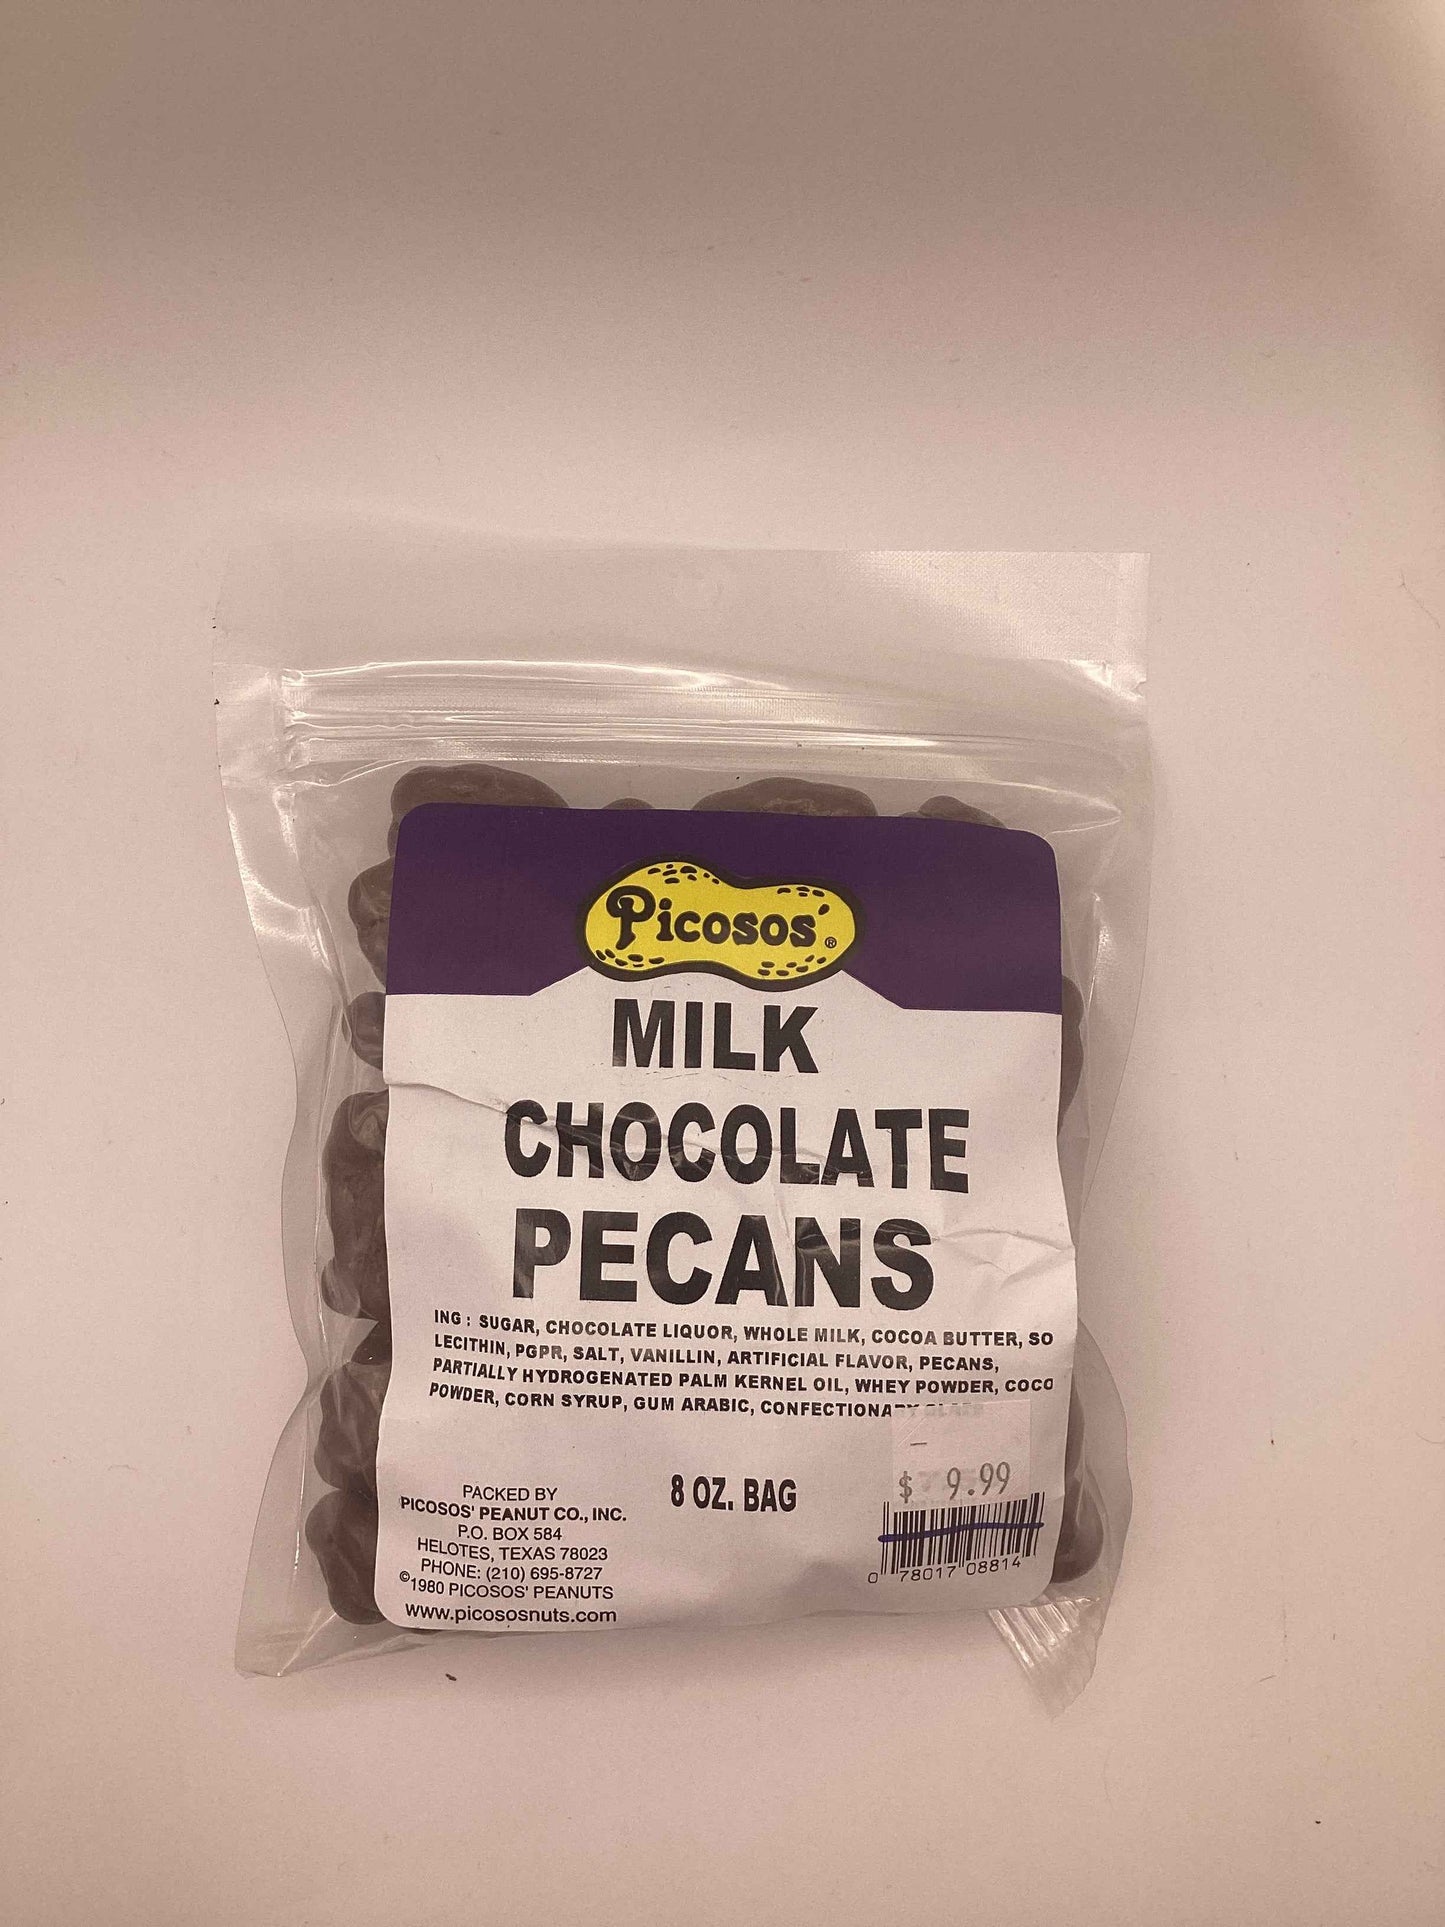 Picosos' ®
MILK
CHOCOLATE
PECANS
ING : SUGAR, CHOCOLATE LIQUOR, WHOLE MILK, COCOA BUTTER, SO
LECITHIN, PGPR, SALT, VANILLIN, ARTIFICIAL FLAVOR, PECANS,
PARTIALLY HYDROGENATED PALM KERNEL OIL, WHEY POWDER, COCO
POWDER, CORN SYRUP, GUM ARABIC, CONFECTIONARY
8 OZ. BAG
$ 9.99
PACKED BY
PICOSOS' PEANUT CO., INC.
P.O. BOX 584
HELOTES, TEXAS 78023
PHONE: (210) 695-8727
©1980 PICOSOS' PEANUTS
www.picososnuts.com
0 78017 08814